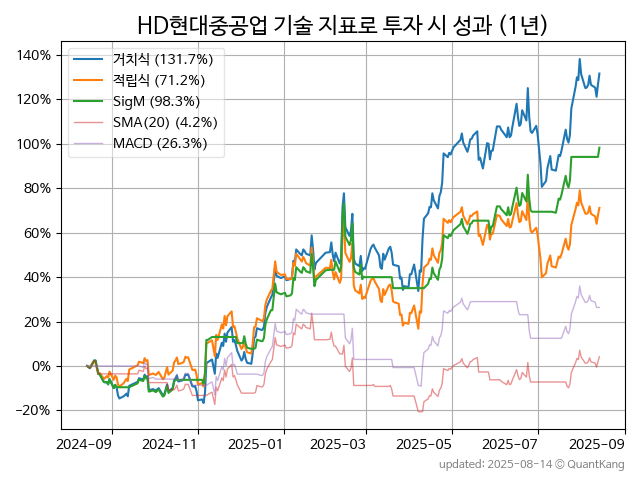 HD현대중공업 기술 지표로 투자 시 성과 (1년)
140%
120%
100%
80%
60%
40%
20%
0%
−20%
거치식 (131.7%)
적립식 (71.2%)
SigM (98.3%)
SMA(20) (4.2%)
MACD (26.3%)
2024-09 2024-11 2025-01 2025-03 2025-05 2025-07 2025-09
updated: 2025-08-14 © QuantKang